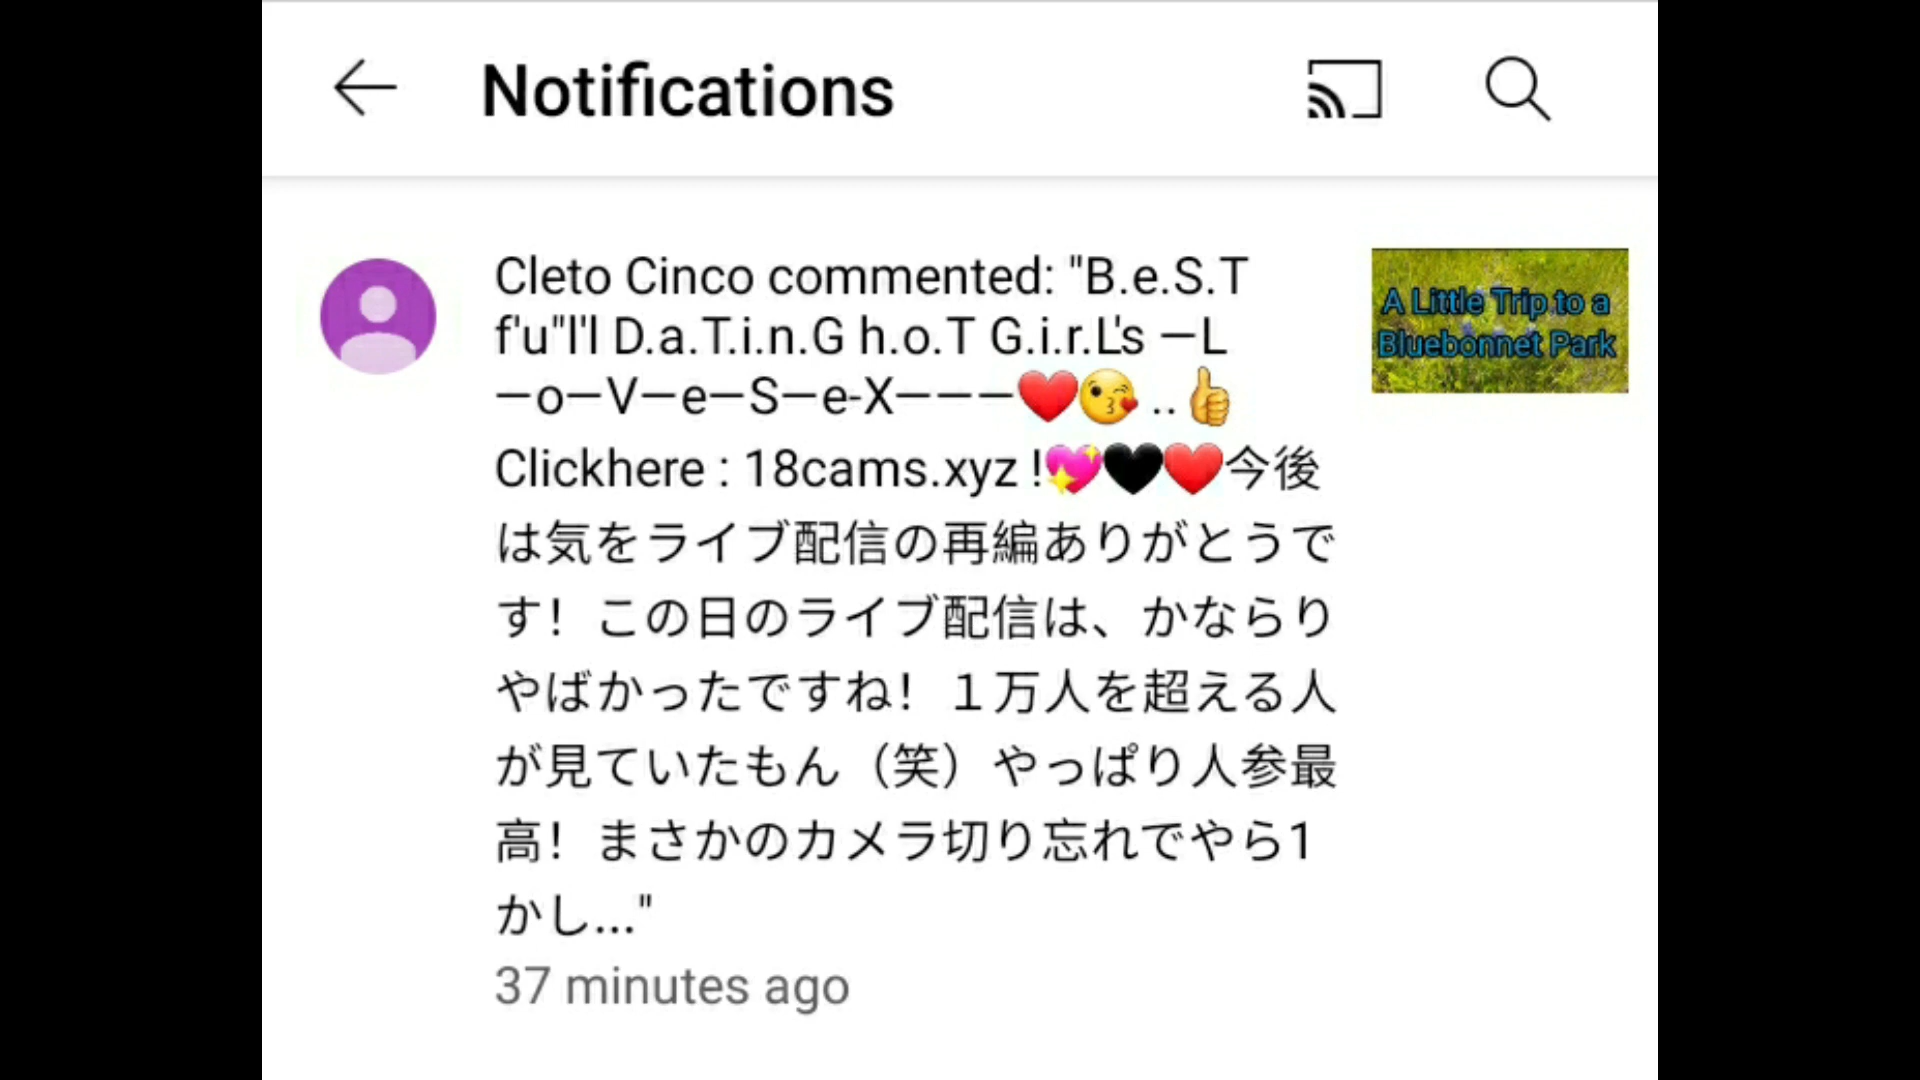 Notifications
Cleto Cinco commented: "B.e.S.T
f'u"l'l D.a.T.i.n.G h.o.T G.i.r.L's —L
—o—V—e—S—e-X———❤️😘 ..👍
Clickhere : 18cams.xyz !💖🖤❤️今後
は気をライブ配信の再編ありがとうで
す！この日のライブ配信は、かならり
やばかったですね！１万人を超える人
が見ていたもん（笑）やっぱり人参最
高！まさかのカメラ切り忘れでやら1
かし..."
37 minutes ago
A Little Trip to a
Bluebonnet Park